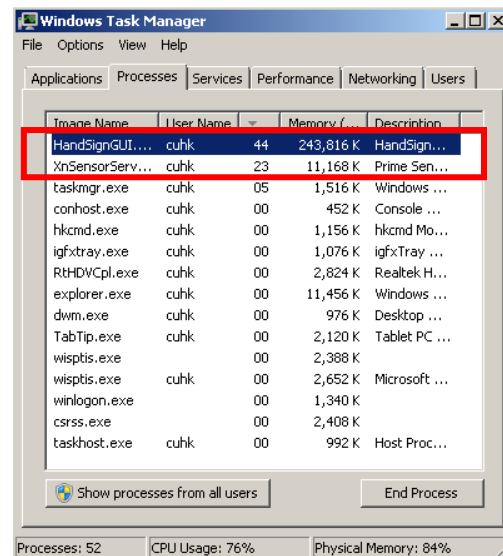 Windows Task Manager
File Options View Help
Applications Processes Services Performance Networking Users
Image Name User Name Memory (... Description
HandSignGUI.... cuhk 44 243,816 K HandSign...
XnSensorServ... cuhk 23 11,168 K Prime Sen...
taskmgr.exe cuhk 05 1,516 K Windows ...
conhost.exe cuhk 00 452 K Console ...
hkcmd.exe cuhk 00 1,156 K hkcmd Mo...
igfxtray.exe cuhk 00 1,076 K igfxTray ...
RtHDVCpl.exe cuhk 00 2,824 K Realtek H...
explorer.exe cuhk 00 11,456 K Windows ...
dwm.exe cuhk 00 976 K Desktop ...
TabTip.exe cuhk 00 2,120 K Tablet PC ...
wisptis.exe 00 2,388 K
wisptis.exe cuhk 00 2,652 K Microsoft ...
winlogon.exe 00 1,340 K
csrss.exe 00 2,408 K
taskhost.exe cuhk 00 992 K Host Proc...
Show processes from all users End Process
Processes: 52 CPU Usage: 76% Physical Memory: 84%